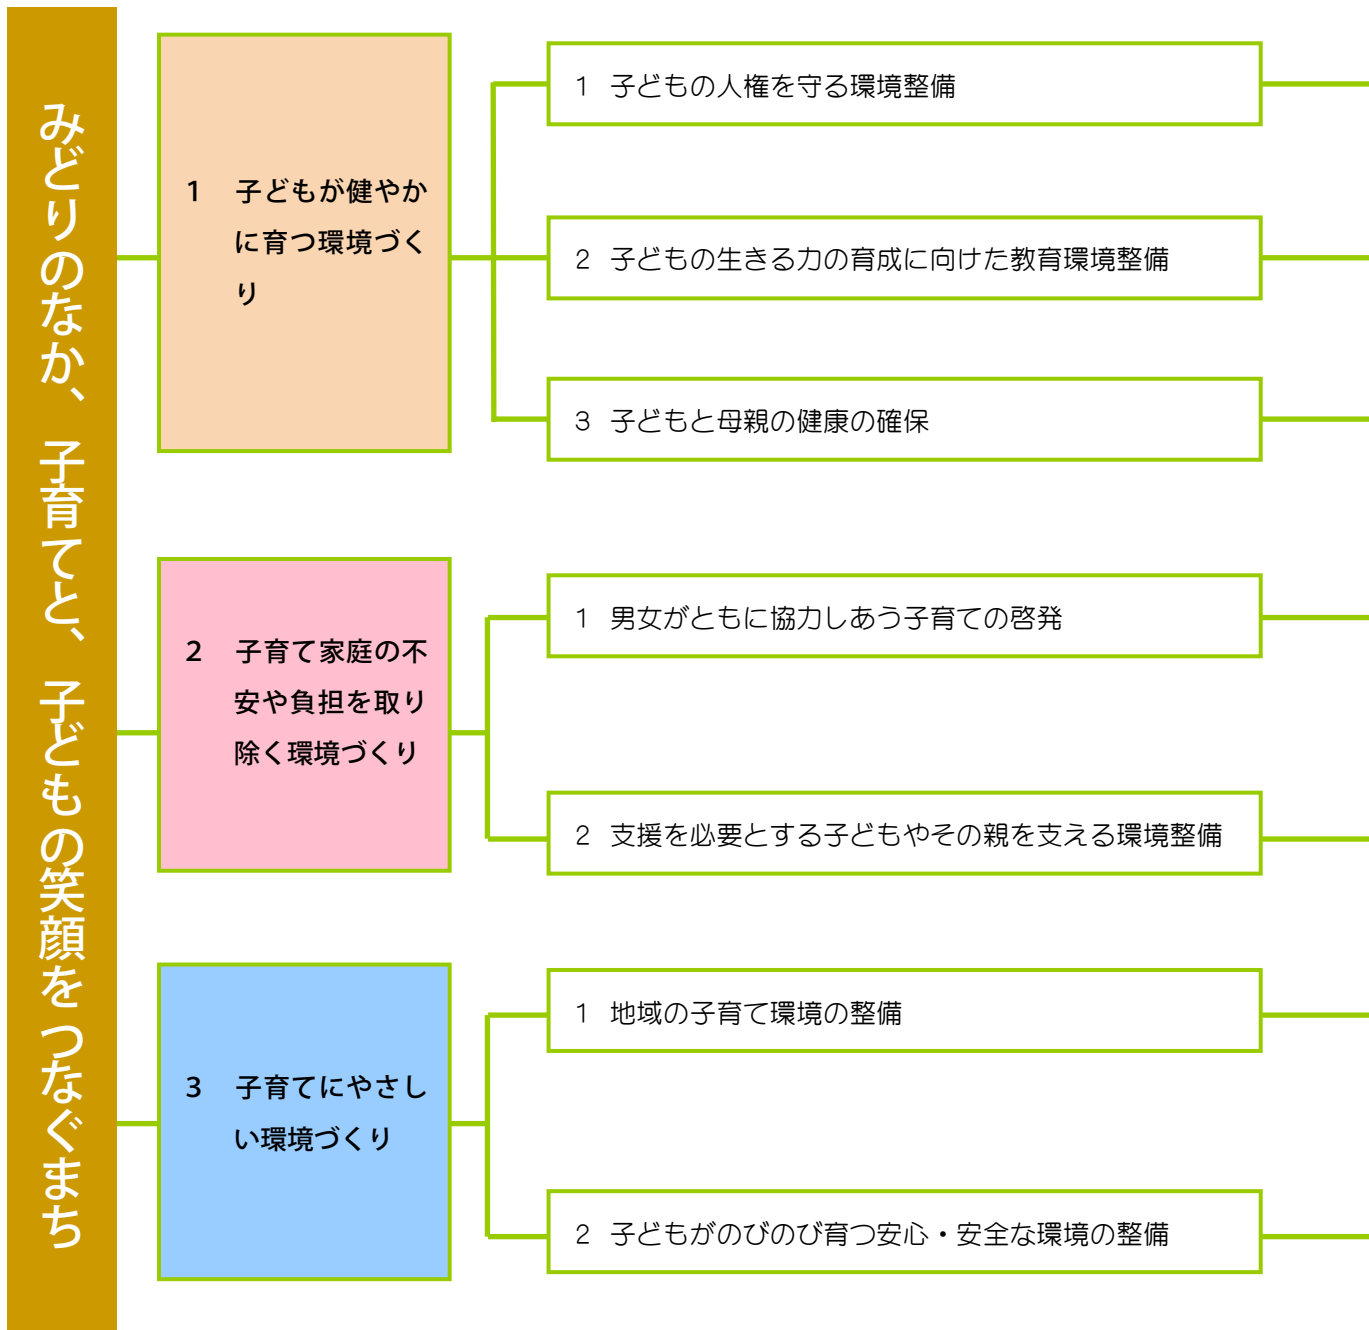 みどりのなか、子育てと、子どもの笑顔をつなぐまち
1 子どもが健やか
に育つ環境づく
り
1 子どもの人権を守る環境整備
2 子どもの生きる力の育成に向けた教育環境整備
3 子どもと母親の健康の確保
2 子育て家庭の不
安や負担を取り
除く環境づくり
1 男女がともに協力しあう子育ての啓発
2 支援を必要とする子どもやその親を支える環境整備
3 子育てにやさし
い環境づくり
1 地域の子育て環境の整備
2 子どもがのびのび育つ安心・安全な環境の整備